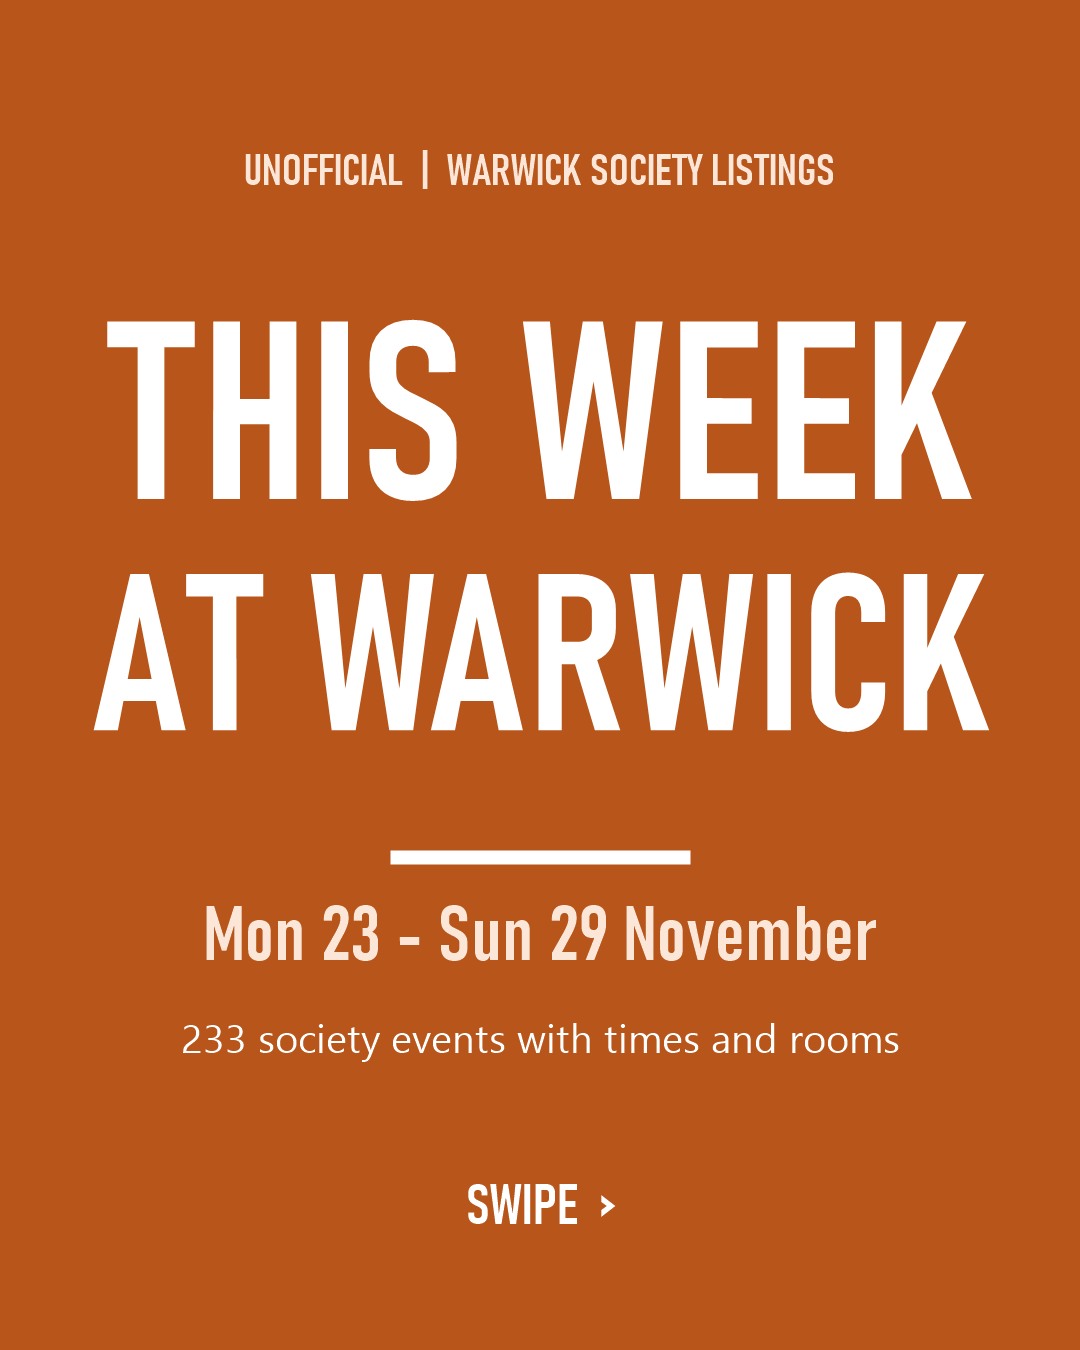 UNOFFICIAL | WARWICK SOCIETY LISTINGS
THIS WEEK
AT WARWICK
Mon 23 - Sun 29 November
233 society events with times and rooms
SWIPE >